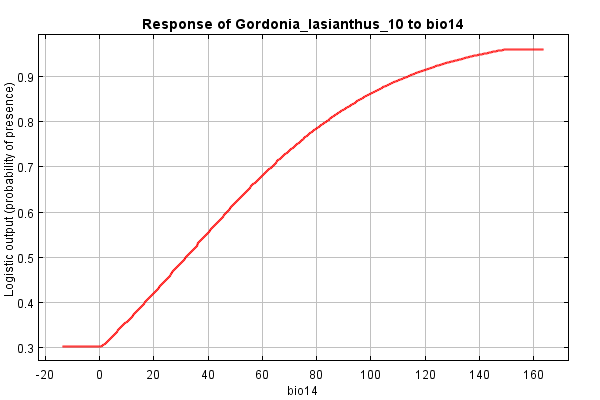 Response of Gordonia_lasianthus_10 to bio14
Logistic output (probability of presence)
0.9
0.8
0.7
0.6
0.5
0.4
0.3
-20 0 20 40 60 80 100 120 140 160
bio14